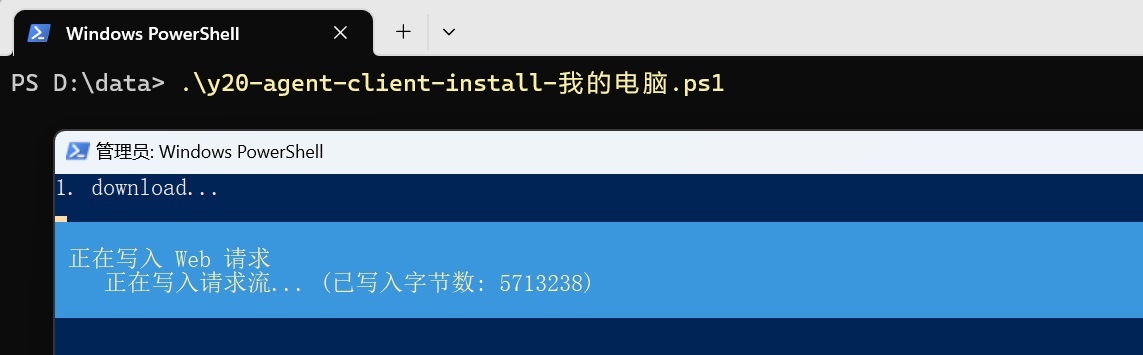 Windows PowerShell
PS D:\data> .\y20-agent-client-install-我的电脑.ps1
管理员: Windows PowerShell
1. download...
正在写入 Web 请求
正在写入请求流... (已写入字节数: 5713238)